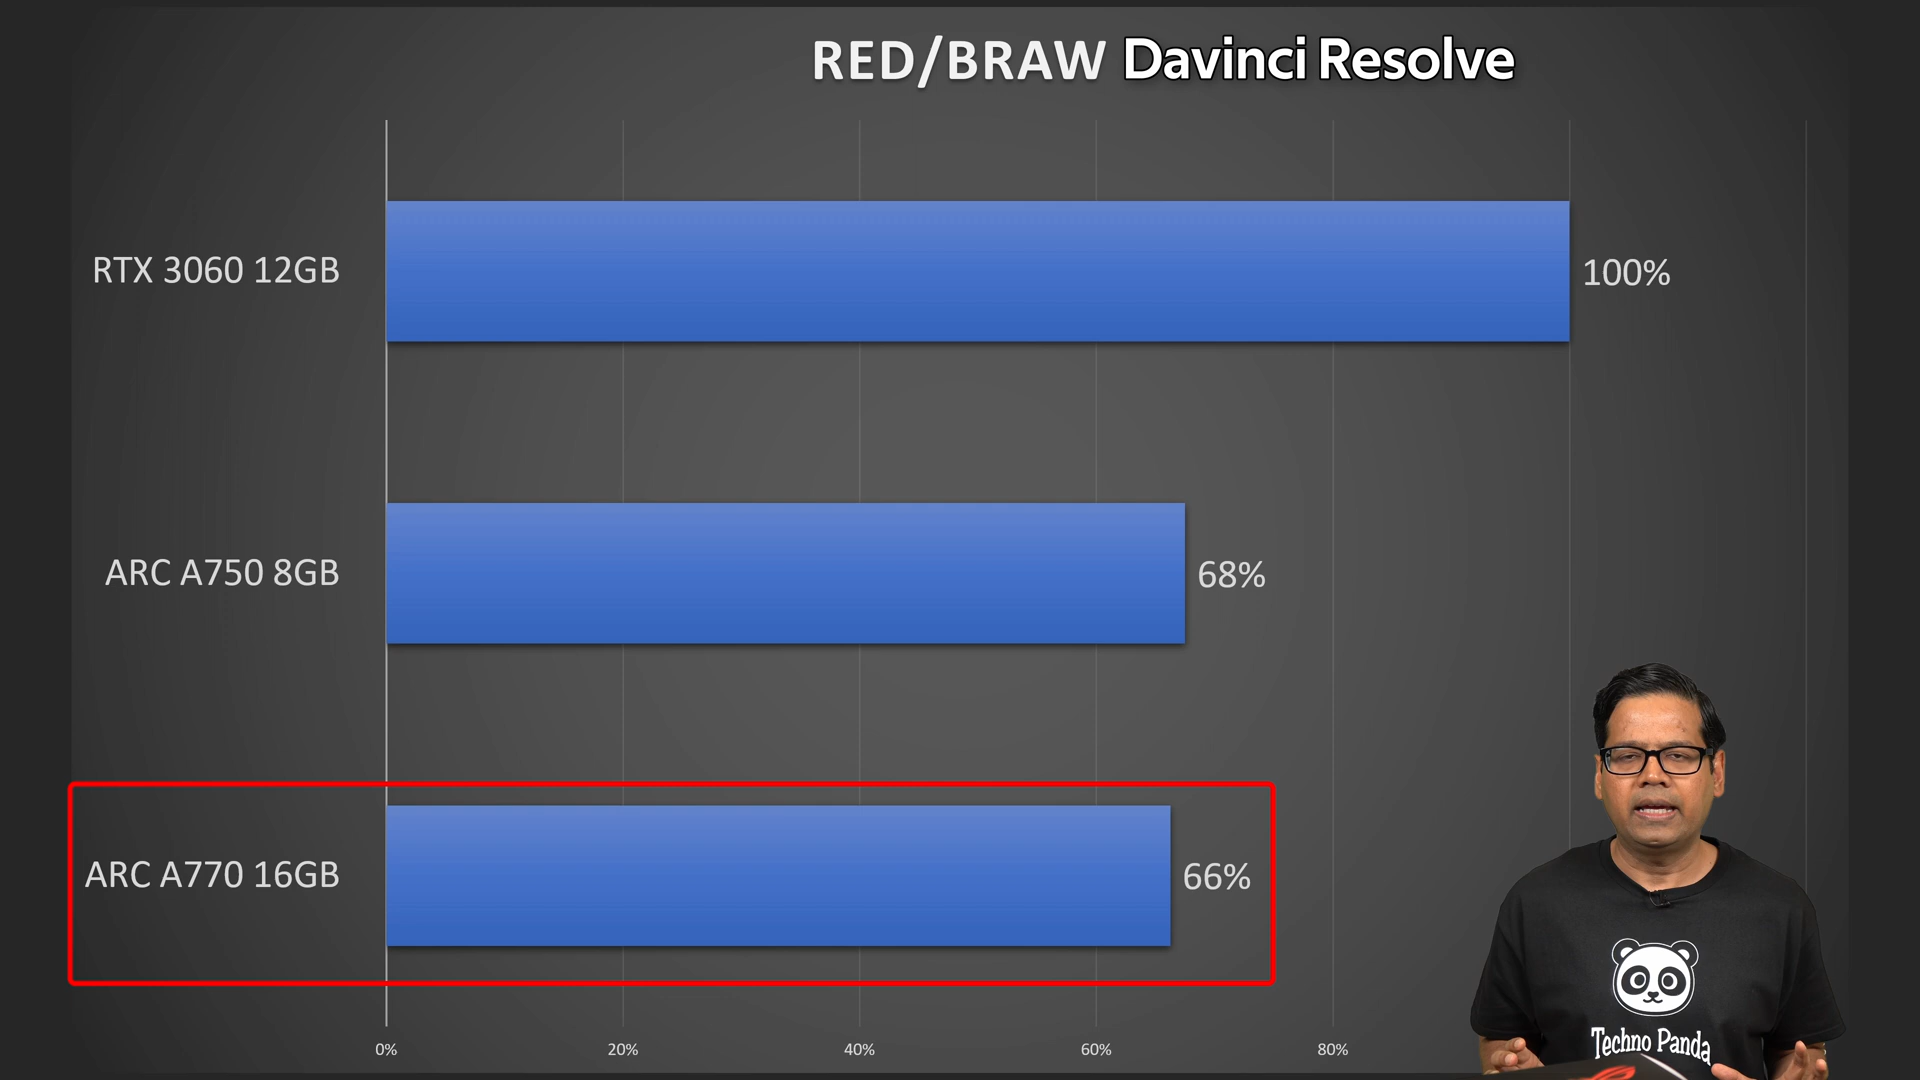 RED/BRAW Davinci Resolve
RTX 3060 12GB
100%
ARC A750 8GB
68%
ARC A770 16GB
66%
0%
20%
40%
60%
80%
Techno Panda